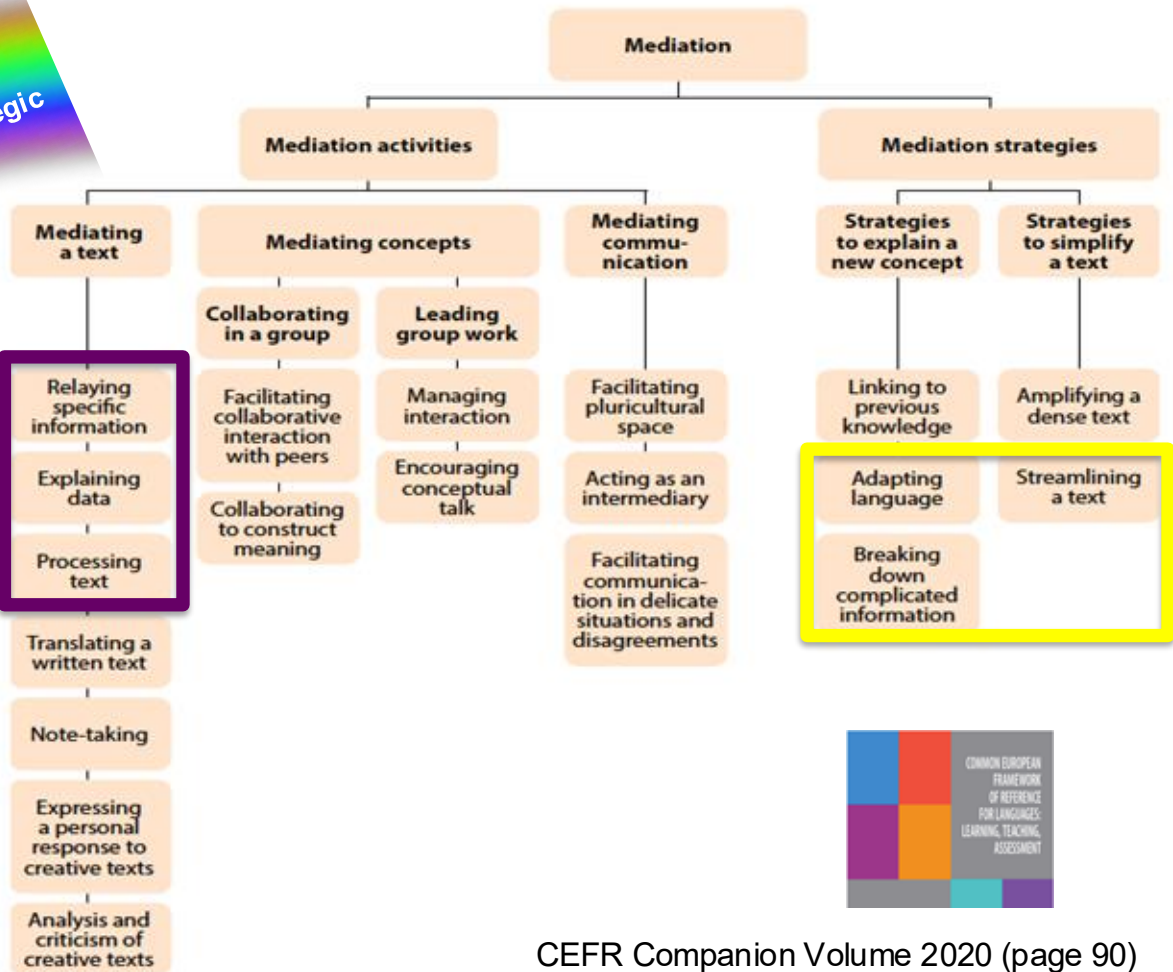 egic
Mediation
Mediation activities
Mediation strategies
Mediating
a text
Mediating concepts
Mediating
commu-
nication
Strategies
to explain a
new concept
Strategies
to simplify
a text
Collaborating
in a group
Leading
group work
Relaying
specific
information
Facilitating
collaborative
interaction
with peers
Managing
interaction
Facilitating
pluricultural
space
Linking to
previous
knowledge
Amplifying a
dense text
Explaining
data
Collaborating
to construct
meaning
Encouraging
conceptual
talk
Acting as an
intermediary
Adapting
language
Streamlining
a text
Processing
text
Facilitating
communica-
tion in delicate
situations and
disagreements
Breaking
down
complicated
information
Translating a
written text
Note-taking
Expressing
a personal
response to
creative texts
Analysis and
criticism of
creative texts
COMMON EUROPEAN
FRAMEWORK
OF REFERENCE
FOR LANGUAGES:
LEARNING, TEACHING,
ASSESSMENT
CEFR Companion Volume 2020 (page 90)